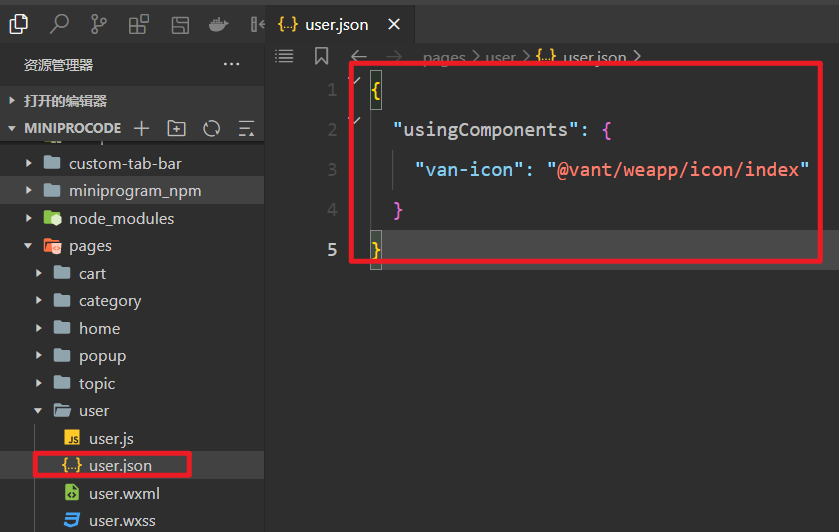 user.json
资源管理器
打开的编辑器
MINIPROCODE
custom-tab-bar
miniprogram_npm
node_modules
pages
cart
category
home
popup
topic
user
user.js
user.json
user.wxml
user.wxss
pages > user > {..} user.json >
1 {
2 "usingComponents": {
3 "van-icon": "@vant/weapp/icon/index"
4 }
5 }